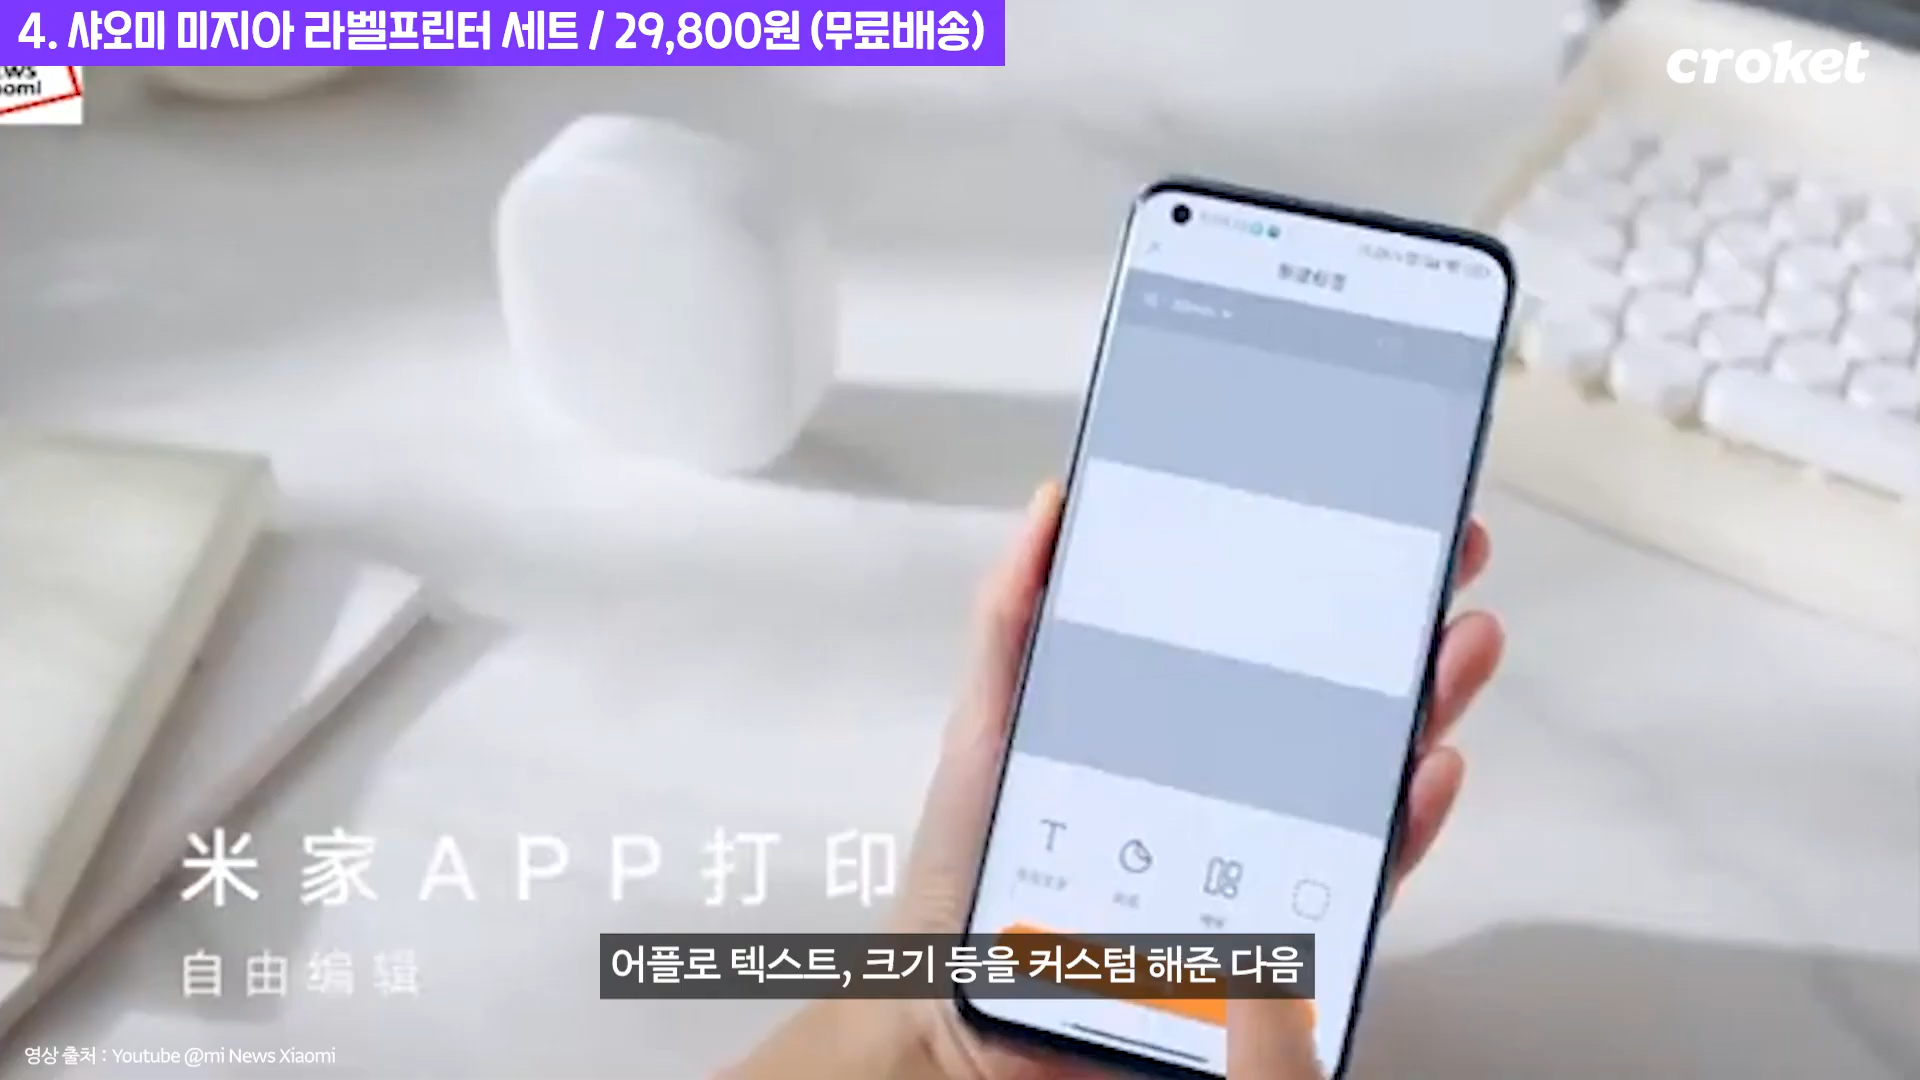 4. 샤오미 미지아 라벨프린터 세트 / 29,800원 (무료배송)
croket
米家APP打印
自由编辑
어플로 텍스트, 크기 등을 커스텀 해준 다음
영상 출처 : Youtube @mi News Xiaomi